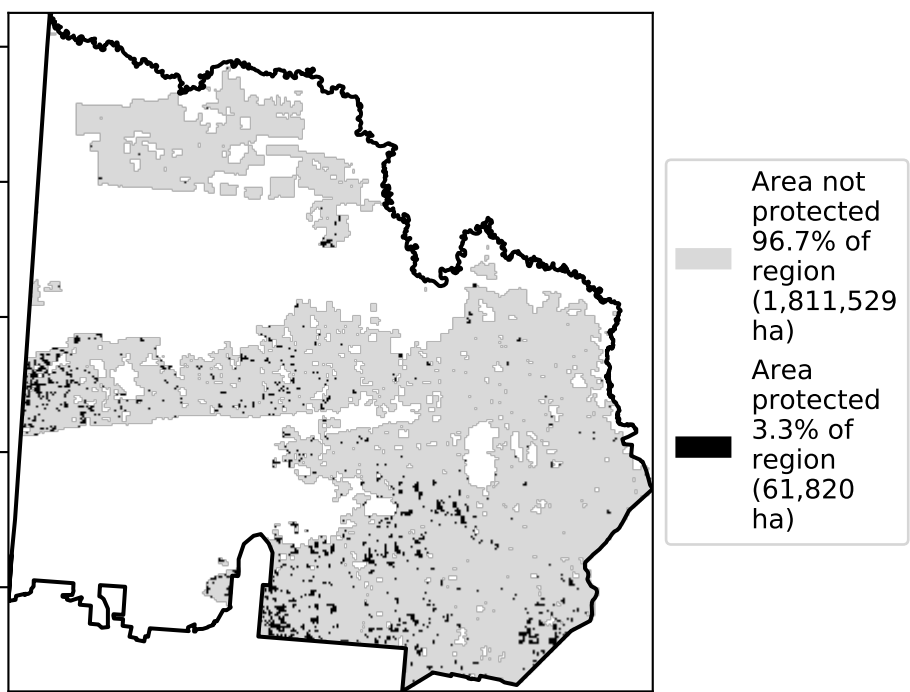 Area not
protected
96.7% of
region
(1,811,529
ha)
Area
protected
3.3% of
region
(61,820
ha)